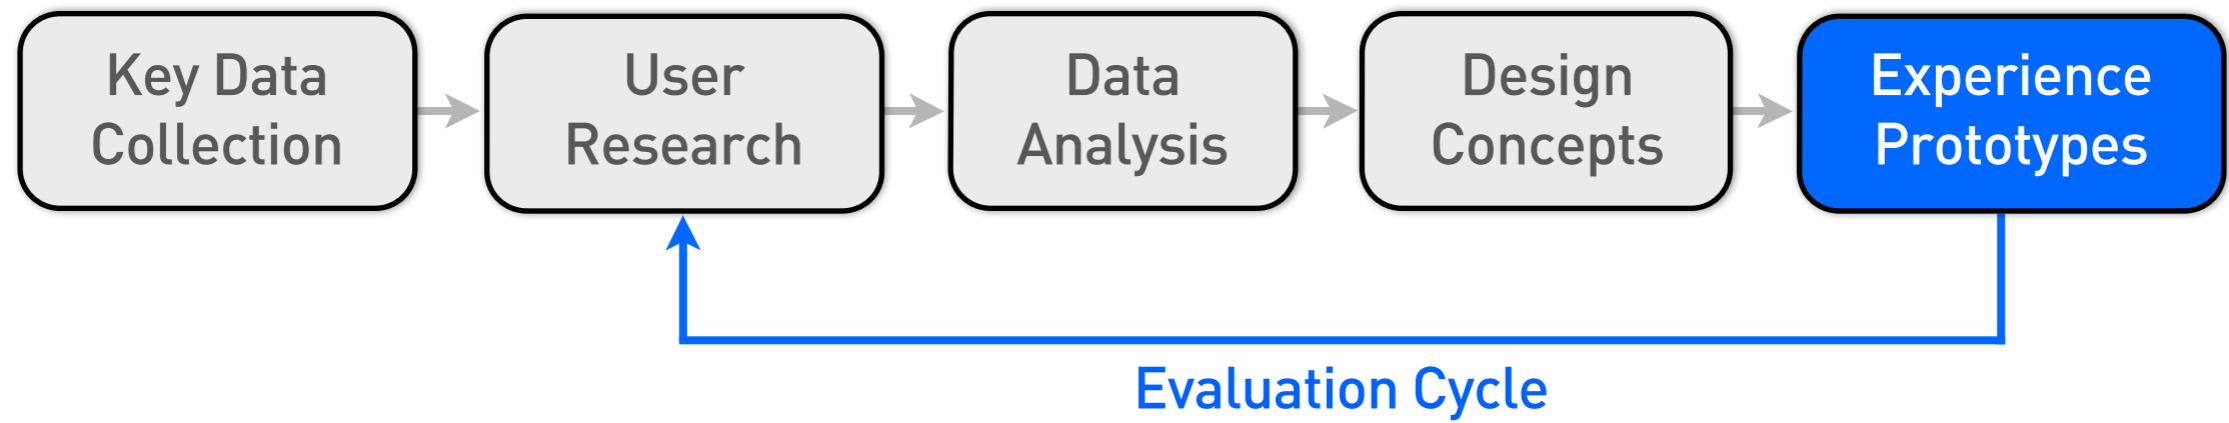 Key Data
Collection
User
Research
Data
Analysis
Design
Concepts
Experience
Prototypes
Evaluation Cycle